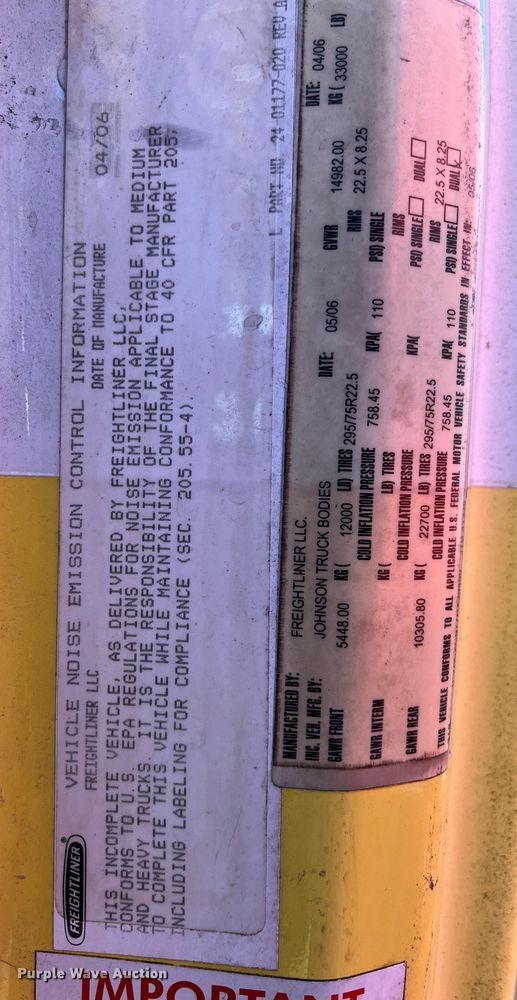 FREIGHTLINER
VEHICLE NOISE EMISSION CONTROL INFORMATION
FREIGHTLINER LLC DATE OF MANUFACTURE 04/06
THIS INCOMPLETE VEHICLE, AS DELIVERED BY FREIGHTLINER LLC,
CONFORMS TO U.S. EPA REGULATIONS FOR NOISE EMISSION APPLICABLE TO MEDIUM
AND HEAVY TRUCKS. IT IS THE RESPONSIBILITY OF THE FINAL STAGE MANUFACTURER
TO COMPLETE THIS VEHICLE WHILE MAINTAINING CONFORMANCE TO 40 CFR PART 205,
INCLUDING LABELING FOR COMPLIANCE (SEC. 205.55-4).
PART NO. 24-01177-020 REV A
MANUFACTURED BY: FREIGHTLINER LLC. DATE: 04/06
INC. VEH. MFG. BY: JOHNSON TRUCK BODIES DATE: 05/06 GVWR 14982.00 KG ( 33000 LB)
GAWR FRONT 5448.00 KG ( 12000 LB) TIRES 295/75R22.5 RIMS 22.5 X 8.25
COLD INFLATION PRESSURE 758.45 KPA( 110 PSI) SINGLE
GAWR INTERM KG ( LB) TIRES RIMS
COLD INFLATION PRESSURE KPA( PSI) SINGLE DUAL
GAWR REAR 10305.80 KG ( 22700 LB) TIRES 295/75R22.5 RIMS 22.5 X 8.25
COLD INFLATION PRESSURE 758.45 KPA( 110 PSI) SINGLE DUAL X
THIS VEHICLE CONFORMS TO ALL APPLICABLE U.S. FEDERAL MOTOR VEHICLE SAFETY STANDARDS IN EFFECT IN: 05/06
IMPORTANT
Purple Wave Auction